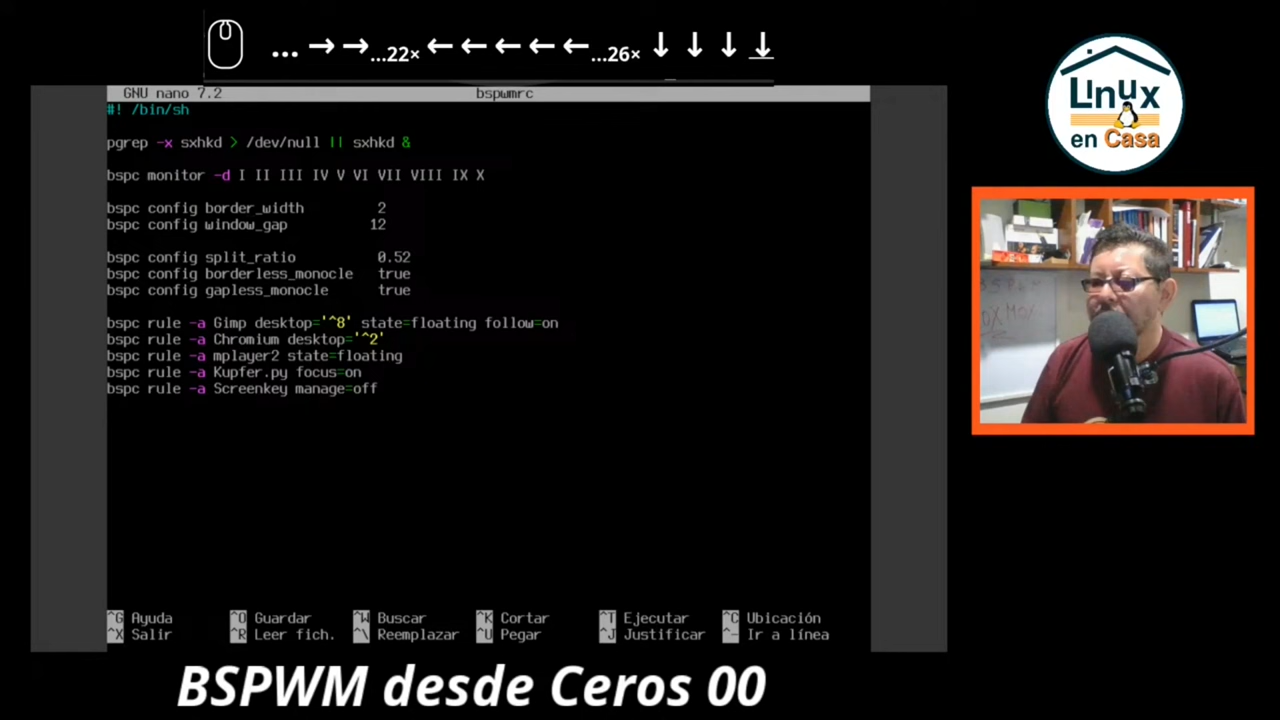 ... → → ...22× ← ← ← ← ← ...26× ↓ ↓ ↓ ↓
Linux
en Casa
GNU nano 7.2 bspwmrc
#! /bin/sh
pgrep -x sxhkd > /dev/null || sxhkd &
bspc monitor -d I II III IV V VI VII VIII IX X
bspc config border_width 2
bspc config window_gap 12
bspc config split_ratio 0.52
bspc config borderless_monocle true
bspc config gapless_monocle true
bspc rule -a Gimp desktop='^8' state=floating follow=on
bspc rule -a Chromium desktop='^2'
bspc rule -a mplayer2 state=floating
bspc rule -a Kupfer.py focus=on
bspc rule -a Screenkey manage=off
^G Ayuda ^O Guardar ^W Buscar ^K Cortar ^T Ejecutar ^C Ubicación
^X Salir ^R Leer fich. ^\ Reemplazar ^U Pegar ^J Justificar ^- Ir a línea
BSPWM desde Ceros 00